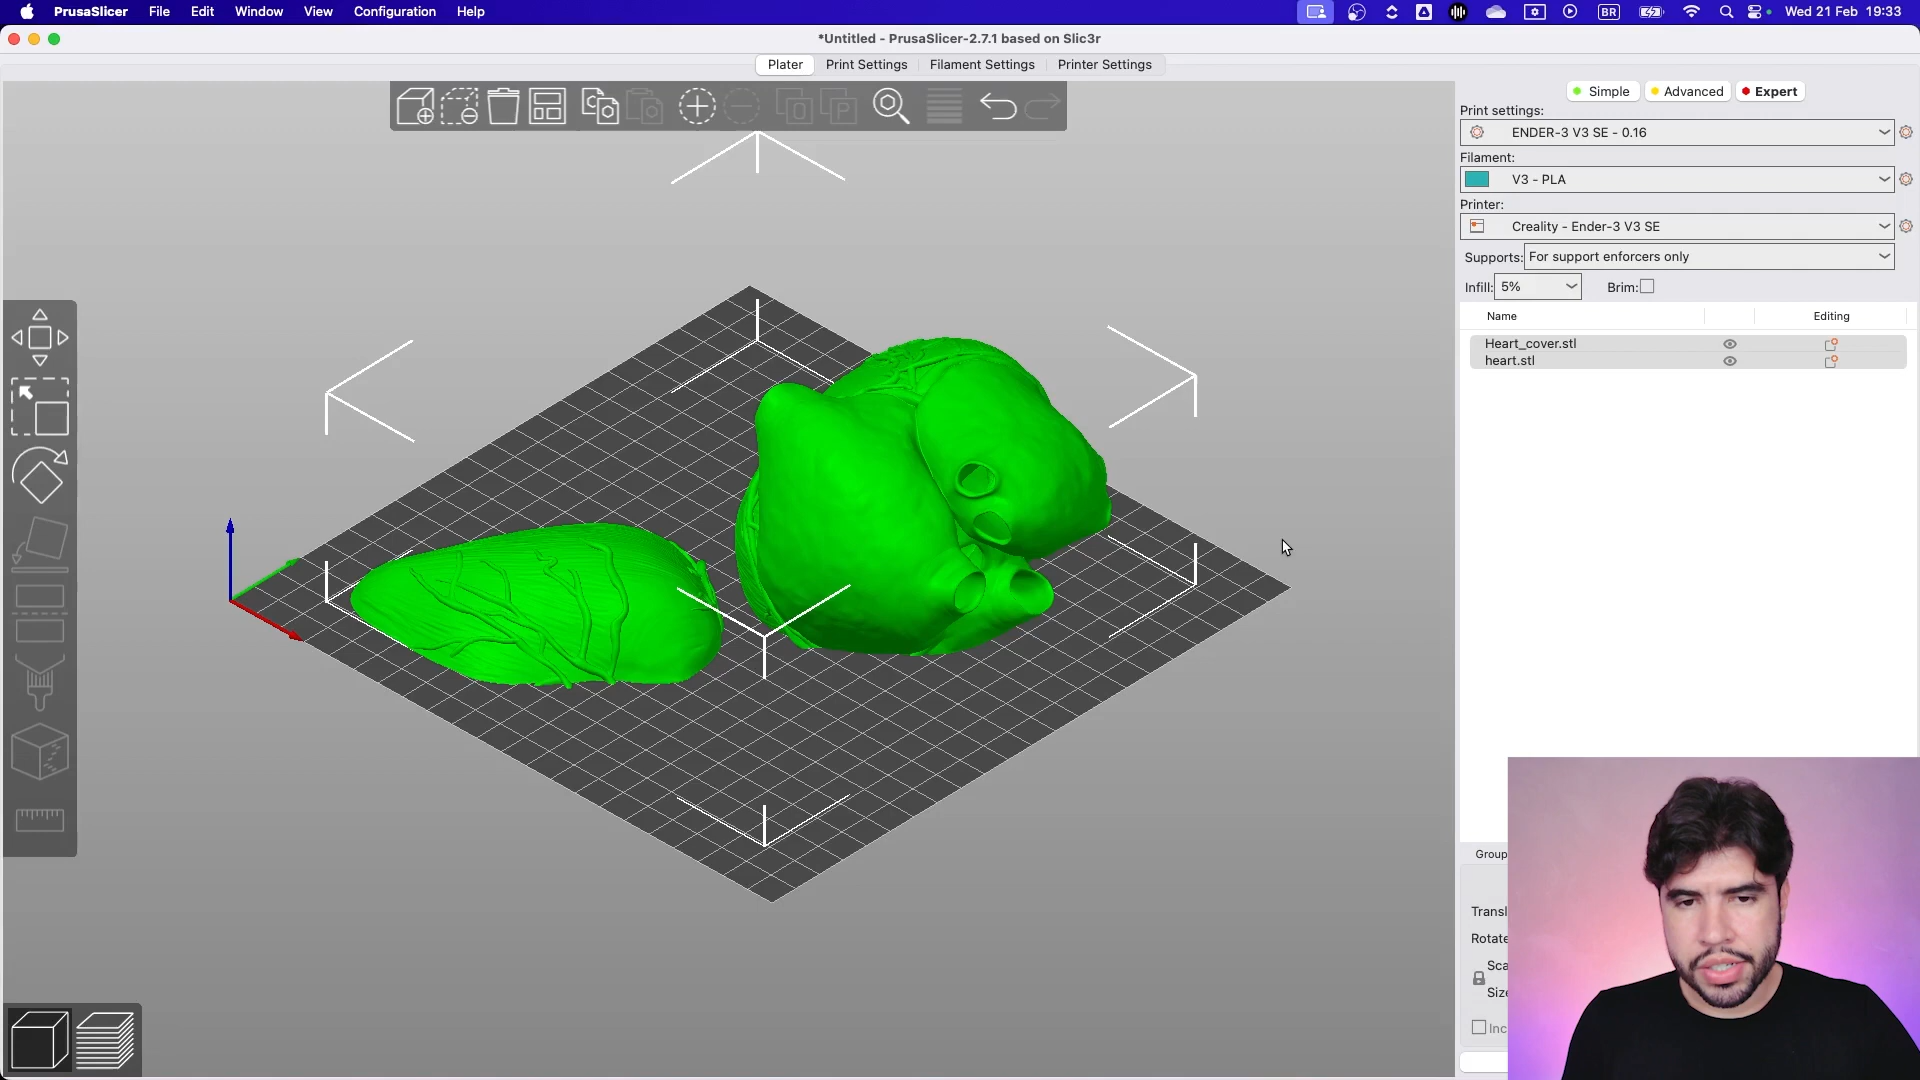 PrusaSlicer File Edit Window View Configuration Help BR Wed 21 Feb 19:33
*Untitled - PrusaSlicer-2.7.1 based on Slic3r
Plater Print Settings Filament Settings Printer Settings
Simple Advanced Expert
Print settings:
ENDER-3 V3 SE - 0.16
Filament:
V3 - PLA
Printer:
Creality - Ender-3 V3 SE
Supports: For support enforcers only
Infill: 5% Brim:
Name Editing
Heart_cover.stl
heart.stl
Group
Transl
Rotate
Sca
Size
Inc